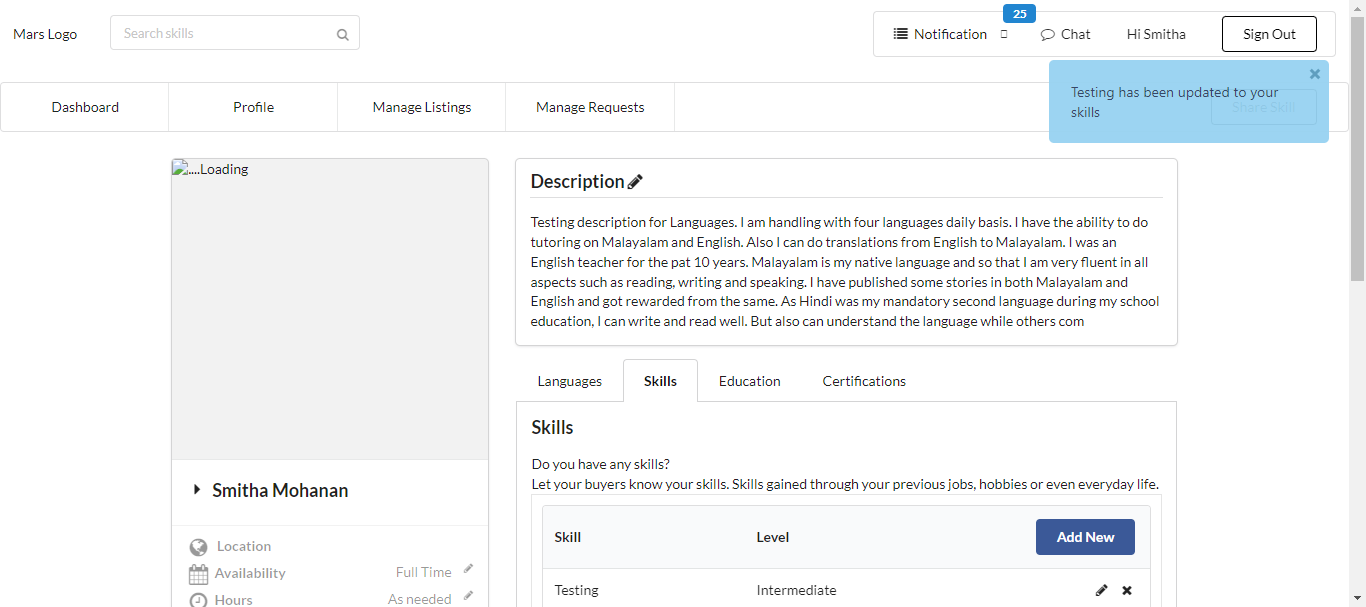 Mars Logo
Search skills
25
Notification
Chat
Hi Smitha
Sign Out
Dashboard
Profile
Manage Listings
Manage Requests
Share Skill
Testing has been updated to your
skills
....Loading
Description
Testing description for Languages. I am handling with four languages daily basis. I have the ability to do
tutoring on Malayalam and English. Also I can do translations from English to Malayalam. I was an
English teacher for the pat 10 years. Malayalam is my native language and so that I am very fluent in all
aspects such as reading, writing and speaking. I have published some stories in both Malayalam and
English and got rewarded from the same. As Hindi was my mandatory second language during my school
education, I can write and read well. But also can understand the language while others com
Languages
Skills
Education
Certifications
Skills
Do you have any skills?
Let your buyers know your skills. Skills gained through your previous jobs, hobbies or even everyday life.
Skill
Level
Add New
Testing
Intermediate
Smitha Mohanan
Location
Availability
Full Time
Hours
As needed